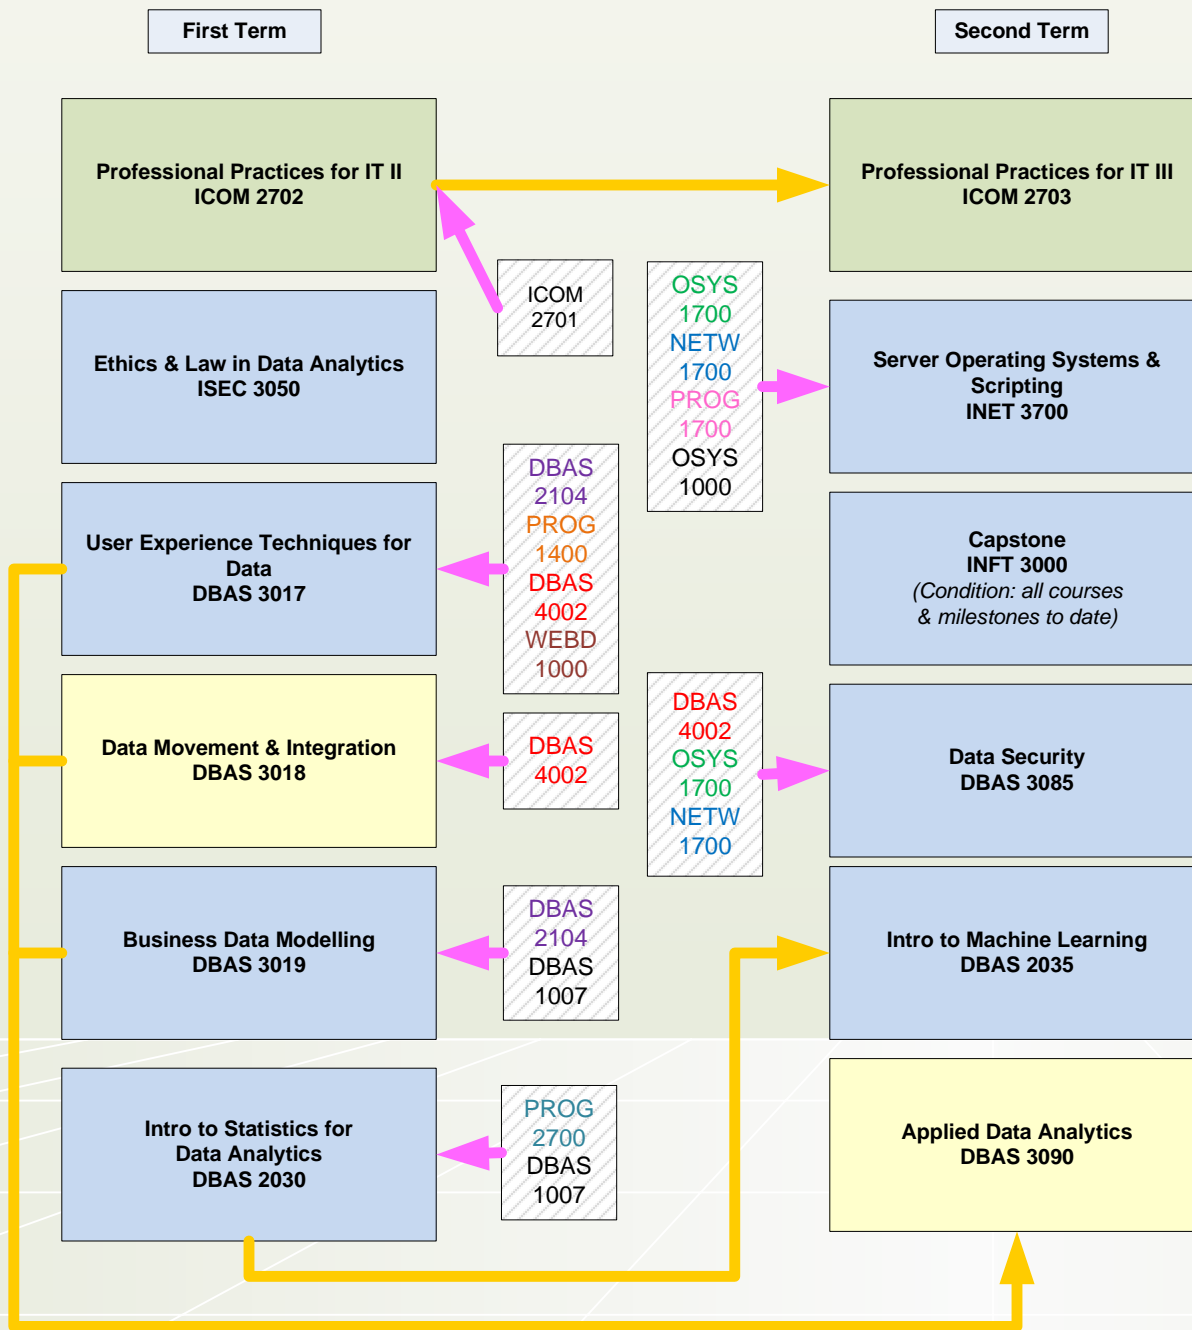 First Term
Second Term
Professional Practices for IT II
ICOM 2702
Professional Practices for IT III
ICOM 2703
ICOM
2701
OSYS
1700
NETW
1700
PROG
1700
OSYS
1000
Ethics & Law in Data Analytics
ISEC 3050
Server Operating Systems &
Scripting
INET 3700
DBAS
2104
PROG
1400
DBAS
4002
WEBD
1000
User Experience Techniques for
Data
DBAS 3017
Capstone
INFT 3000
(Condition: all courses
& milestones to date)
Data Movement & Integration
DBAS 3018
DBAS
4002
DBAS
4002
OSYS
1700
NETW
1700
Data Security
DBAS 3085
Business Data Modelling
DBAS 3019
DBAS
2104
DBAS
1007
Intro to Machine Learning
DBAS 2035
Intro to Statistics for
Data Analytics
DBAS 2030
PROG
2700
DBAS
1007
Applied Data Analytics
DBAS 3090